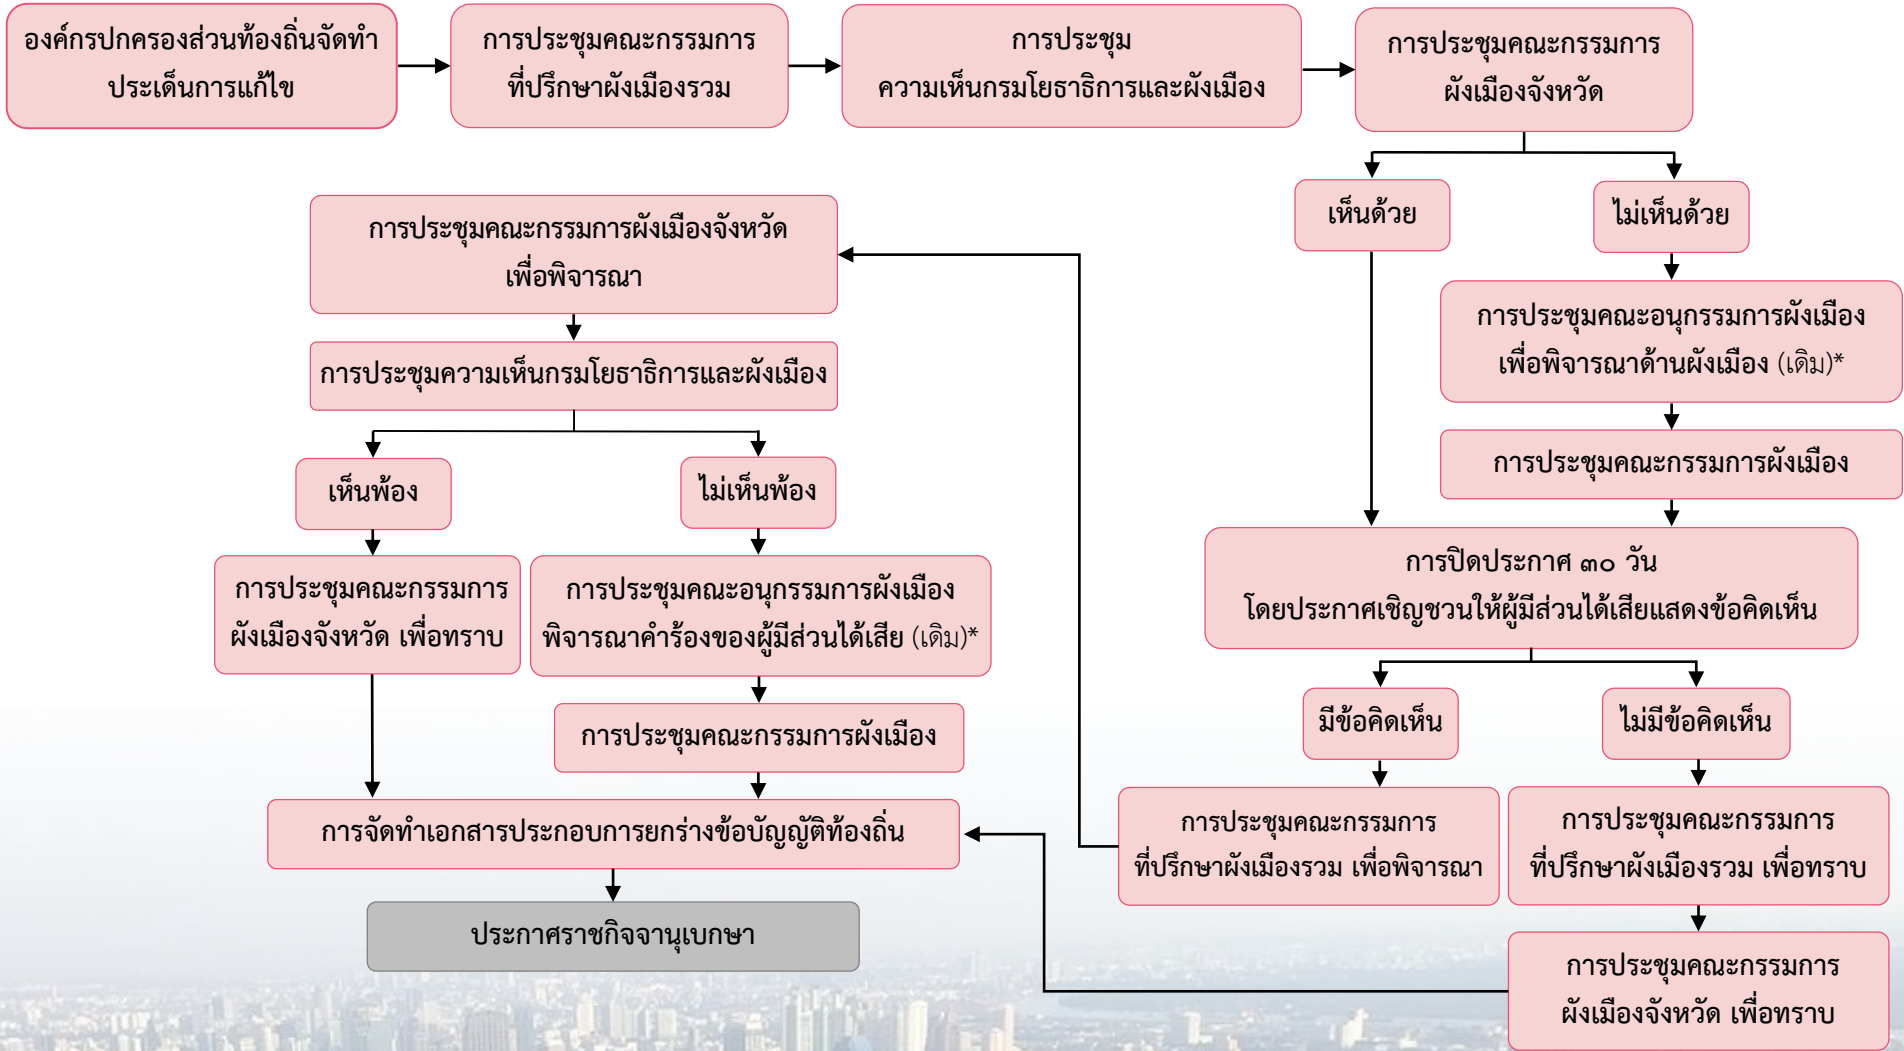 องค์กรปกครองส่วนท้องถิ่นจัดทำ
ประเด็นการแก้ไข
การประชุมคณะกรรมการ
ที่ปรึกษาผังเมืองรวม
การประชุม
ความเห็นกรมโยธาธิการและผังเมือง
การประชุมคณะกรรมการ
ผังเมืองจังหวัด
เห็นด้วย
ไม่เห็นด้วย
การประชุมคณะอนุกรรมการผังเมือง
เพื่อพิจารณาด้านผังเมือง (เดิม)*
การประชุมคณะกรรมการผังเมือง
การปิดประกาศ ๓๐ วัน
โดยประกาศเชิญชวนให้ผู้มีส่วนได้เสียแสดงข้อคิดเห็น
มีข้อคิดเห็น
ไม่มีข้อคิดเห็น
การประชุมคณะกรรมการ
ที่ปรึกษาผังเมืองรวม เพื่อพิจารณา
การประชุมคณะกรรมการ
ที่ปรึกษาผังเมืองรวม เพื่อทราบ
การประชุมคณะกรรมการ
ผังเมืองจังหวัด เพื่อทราบ
การประชุมคณะกรรมการผังเมืองจังหวัด
เพื่อพิจารณา
การประชุมความเห็นกรมโยธาธิการและผังเมือง
เห็นพ้อง
ไม่เห็นพ้อง
การประชุมคณะกรรมการ
ผังเมืองจังหวัด เพื่อทราบ
การประชุมคณะอนุกรรมการผังเมือง
พิจารณาคำร้องของผู้มีส่วนได้เสีย (เดิม)*
การประชุมคณะกรรมการผังเมือง
การจัดทำเอกสารประกอบการยกร่างข้อบัญญัติท้องถิ่น
ประกาศราชกิจจานุเบกษา